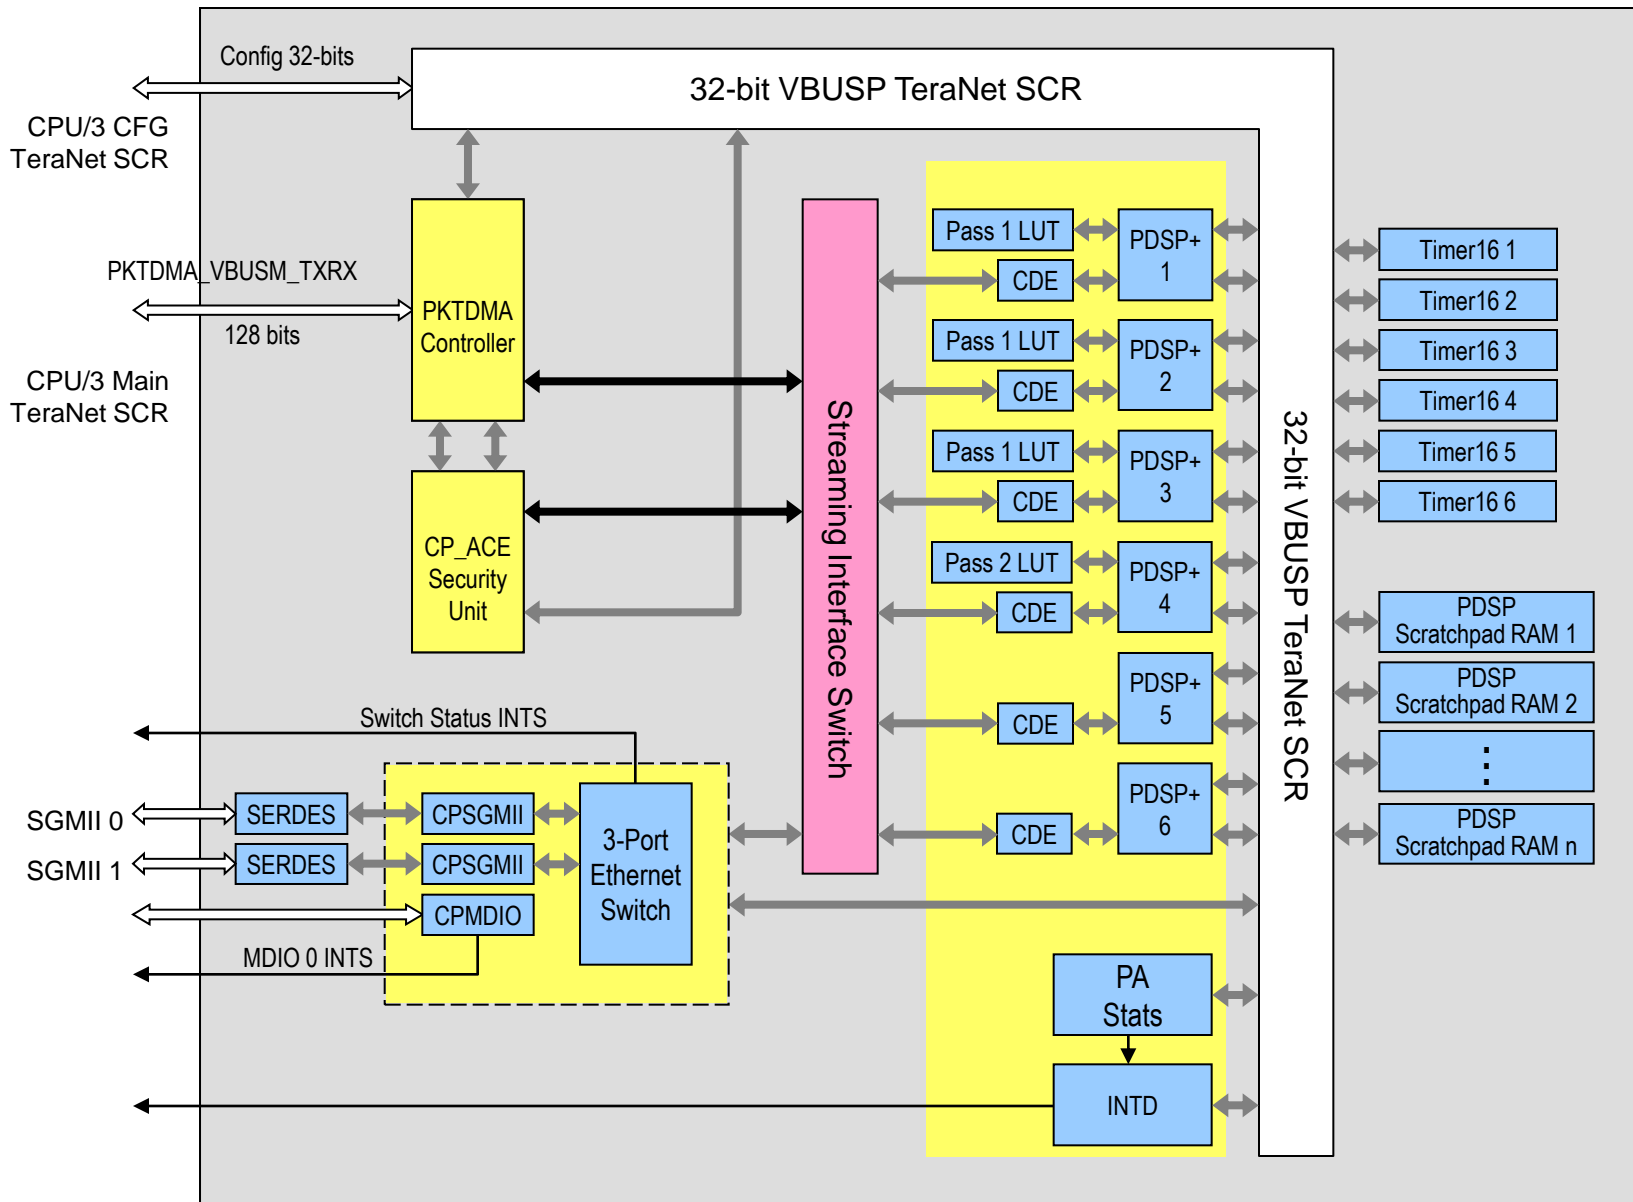 Config 32-bits
32-bit VBUSP TeraNet SCR
CPU/3 CFG
TeraNet SCR
PKTDMA_VBUSM_TXRX
128 bits
CPU/3 Main
TeraNet SCR
PKTDMA
Controller
CP_ACE
Security
Unit
Streaming Interface Switch
Pass 1 LUT
CDE
PDSP+
1
Pass 1 LUT
CDE
PDSP+
2
Pass 1 LUT
CDE
PDSP+
3
Pass 2 LUT
CDE
PDSP+
4
CDE
PDSP+
5
CDE
PDSP+
6
32-bit VBUSP TeraNet SCR
Timer16 1
Timer16 2
Timer16 3
Timer16 4
Timer16 5
Timer16 6
PDSP
Scratchpad RAM 1
PDSP
Scratchpad RAM 2
⋮
PDSP
Scratchpad RAM n
Switch Status INTS
SGMII 0
SERDES
CPSGMII
SGMII 1
SERDES
CPSGMII
3-Port
Ethernet
Switch
CPMDIO
MDIO 0 INTS
PA
Stats
INTD